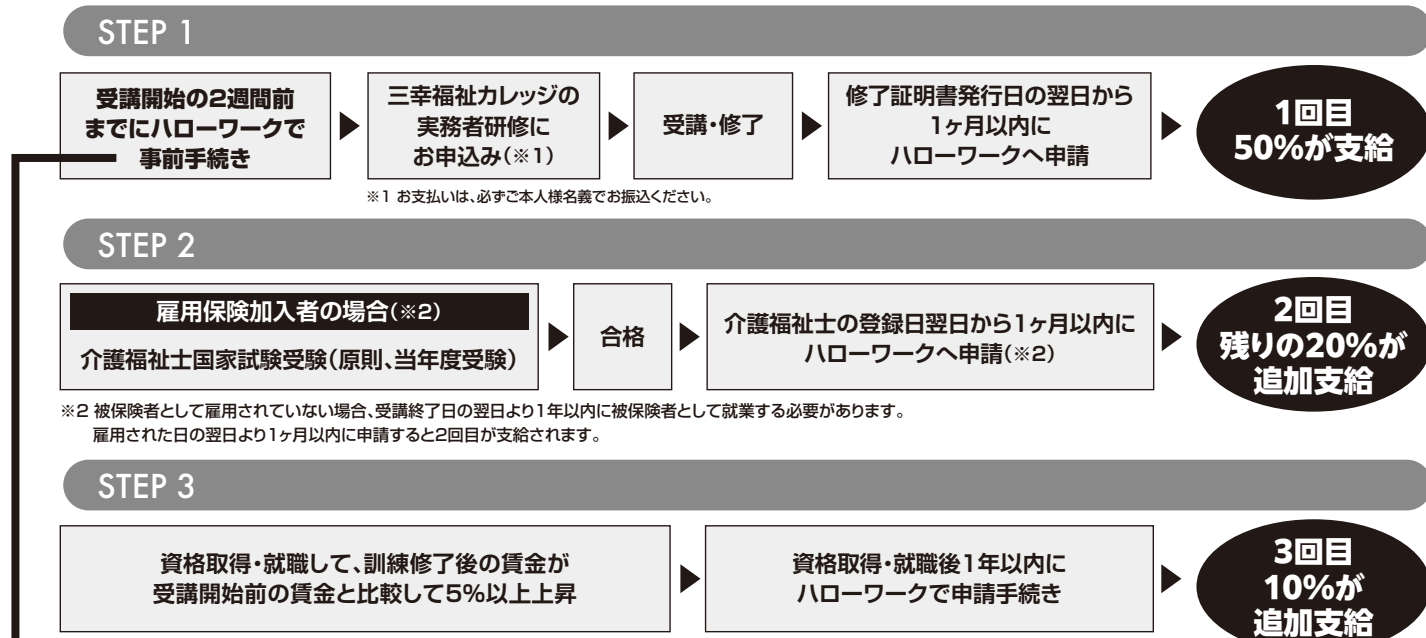 STEP 1
受講開始の2週間前
までにハローワークで
事前手続き
三幸福祉カレッジの
実務者研修に
お申込み(※1)
受講・修了
修了証明書発行日の翌日から
1ヶ月以内に
ハローワークへ申請
1回目
50%が支給
※1 お支払いは、必ずご本人様名義でお振込ください。
STEP 2
雇用保険加入者の場合(※2)
介護福祉士国家試験受験(原則、当年度受験)
合格
介護福祉士の登録日翌日から1ヶ月以内に
ハローワークへ申請(※2)
2回目
残りの20%が
追加支給
※2 被保険者として雇用されていない場合、受講終了日の翌日より1年以内に被保険者として就業する必要があります。
雇用された日の翌日より1ヶ月以内に申請すると2回目が支給されます。
STEP 3
資格取得・就職して、訓練修了後の賃金が
受講開始前の賃金と比較して5%以上上昇
資格取得・就職後1年以内に
ハローワークで申請手続き
3回目
10%が
追加支給